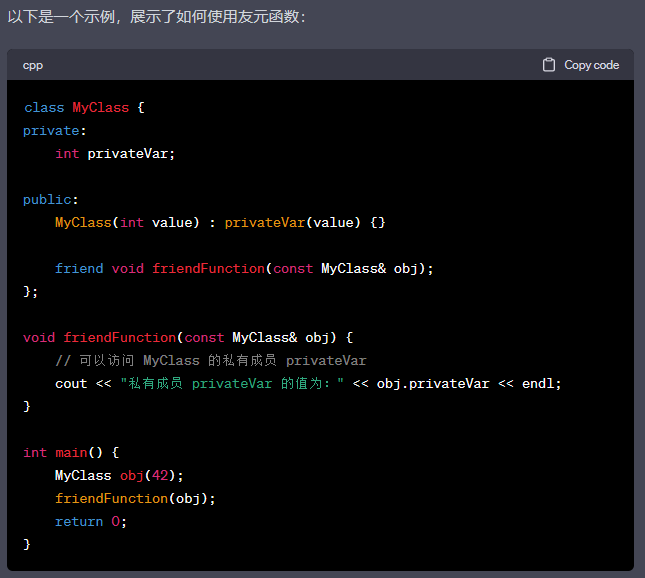 以下是一个示例，展示了如何使用友元函数：
cpp
Copy code
class MyClass {
private:
    int privateVar;

public:
    MyClass(int value) : privateVar(value) {}

    friend void friendFunction(const MyClass& obj);
};

void friendFunction(const MyClass& obj) {
    // 可以访问 MyClass 的私有成员 privateVar
    cout << "私有成员 privateVar 的值为：" << obj.privateVar << endl;
}

int main() {
    MyClass obj(42);
    friendFunction(obj);
    return 0;
}